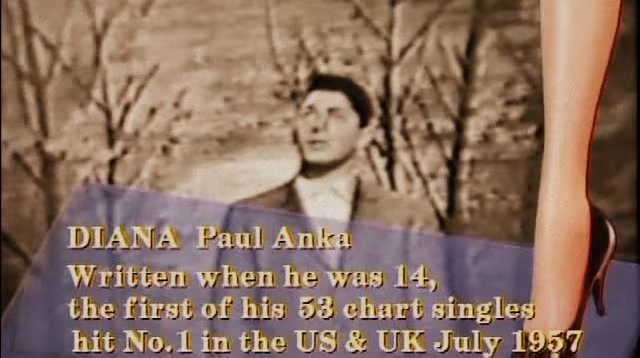 DIANA Paul Anka
Written when he was 14,
the first of his 53 chart singles
hit No.1 in the US & UK July 1957